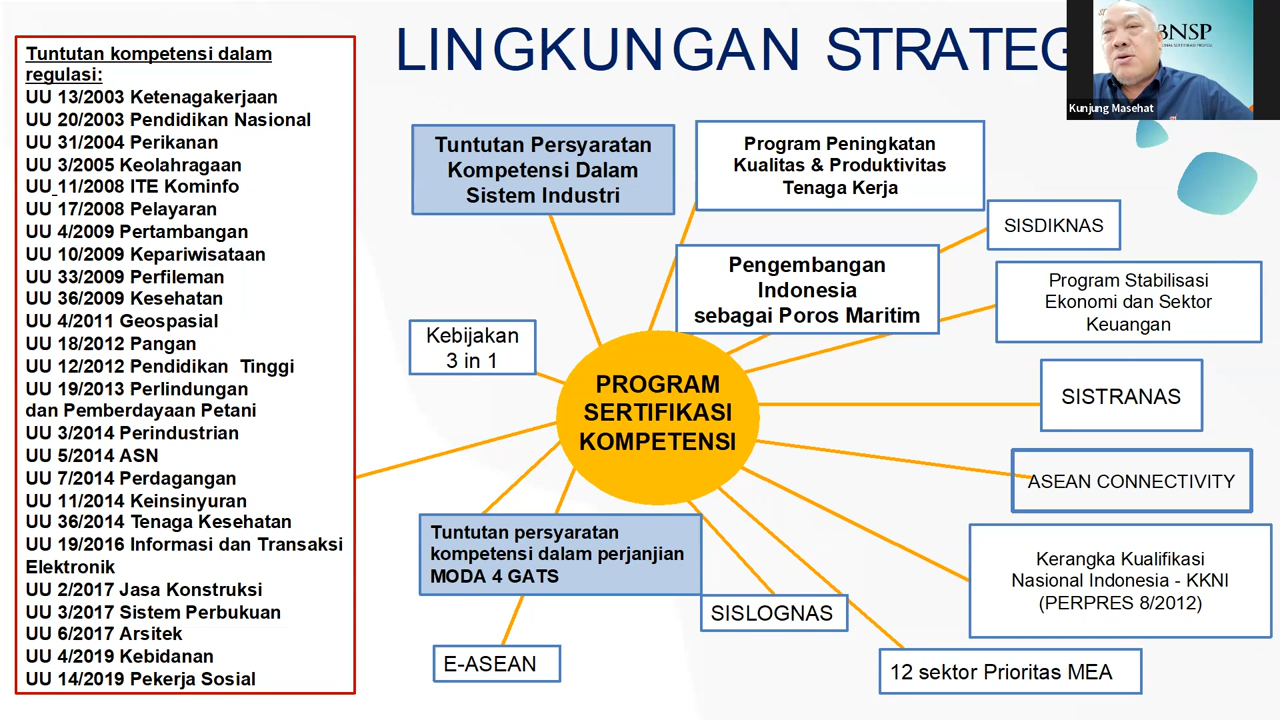 LINGKUNGAN STRATEG
BNSP
Kunjung Masehat
Tuntutan kompetensi dalam
regulasi:
UU 13/2003 Ketenagakerjaan
UU 20/2003 Pendidikan Nasional
UU 31/2004 Perikanan
UU 3/2005 Keolahragaan
UU 11/2008 ITE Kominfo
UU 17/2008 Pelayaran
UU 4/2009 Pertambangan
UU 10/2009 Kepariwisataan
UU 33/2009 Perfileman
UU 36/2009 Kesehatan
UU 4/2011 Geospasial
UU 18/2012 Pangan
UU 12/2012 Pendidikan Tinggi
UU 19/2013 Perlindungan
dan Pemberdayaan Petani
UU 3/2014 Perindustrian
UU 5/2014 ASN
UU 7/2014 Perdagangan
UU 11/2014 Keinsinyuran
UU 36/2014 Tenaga Kesehatan
UU 19/2016 Informasi dan Transaksi
Elektronik
UU 2/2017 Jasa Konstruksi
UU 3/2017 Sistem Perbukuan
UU 6/2017 Arsitek
UU 4/2019 Kebidanan
UU 14/2019 Pekerja Sosial
Tuntutan Persyaratan
Kompetensi Dalam
Sistem Industri
Program Peningkatan
Kualitas & Produktivitas
Tenaga Kerja
SISDIKNAS
Pengembangan
Indonesia
sebagai Poros Maritim
Program Stabilisasi
Ekonomi dan Sektor
Keuangan
Kebijakan
3 in 1
PROGRAM
SERTIFIKASI
KOMPETENSI
SISTRANAS
ASEAN CONNECTIVITY
Tuntutan persyaratan
kompetensi dalam perjanjian
MODA 4 GATS
Kerangka Kualifikasi
Nasional Indonesia - KKNI
(PERPRES 8/2012)
SISLOGNAS
E-ASEAN
12 sektor Prioritas MEA